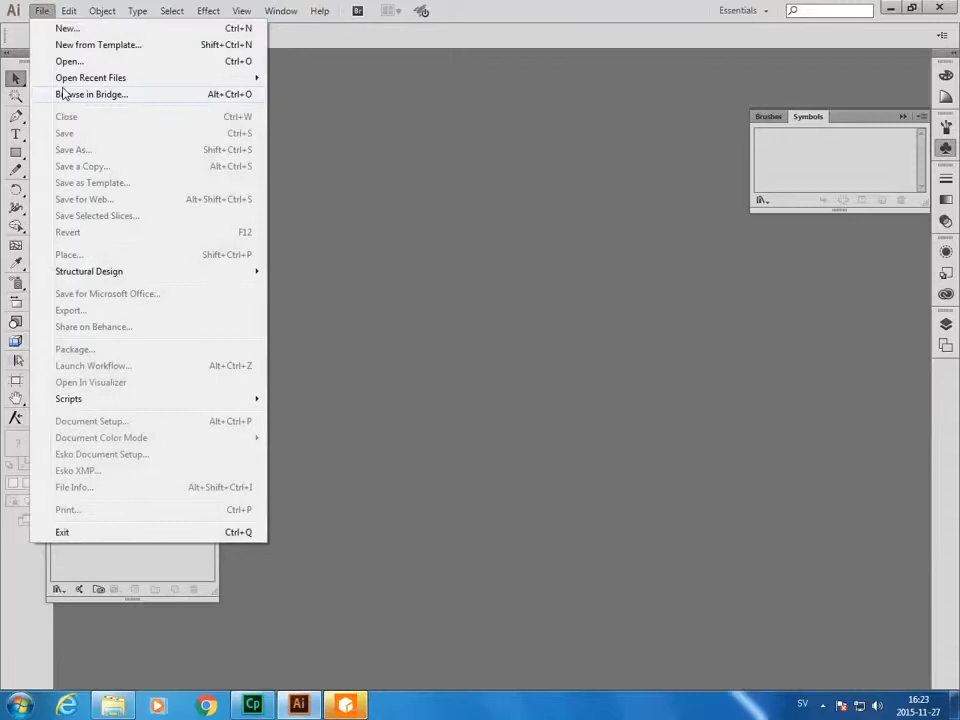 Ai File Edit Object Type Select Effect View Window Help Br Essentials
New... Ctrl+N
New from Template... Shift+Ctrl+N
Open... Ctrl+O
Open Recent Files
Browse in Bridge... Alt+Ctrl+O
Close Ctrl+W
Save Ctrl+S
Save As... Shift+Ctrl+S
Save a Copy... Alt+Ctrl+S
Save as Template...
Save for Web... Alt+Shift+Ctrl+S
Save Selected Slices...
Revert F12
Place... Shift+Ctrl+P
Structural Design
Save for Microsoft Office...
Export...
Share on Behance...
Package...
Launch Workflow... Alt+Ctrl+Z
Open In Visualizer
Scripts
Document Setup... Alt+Ctrl+P
Document Color Mode
Esko Document Setup...
Esko XMP...
File Info... Alt+Shift+Ctrl+I
Print... Ctrl+P
Exit Ctrl+Q
Brushes Symbols
T
?
Cp Ai SV 16:23
2015-11-27